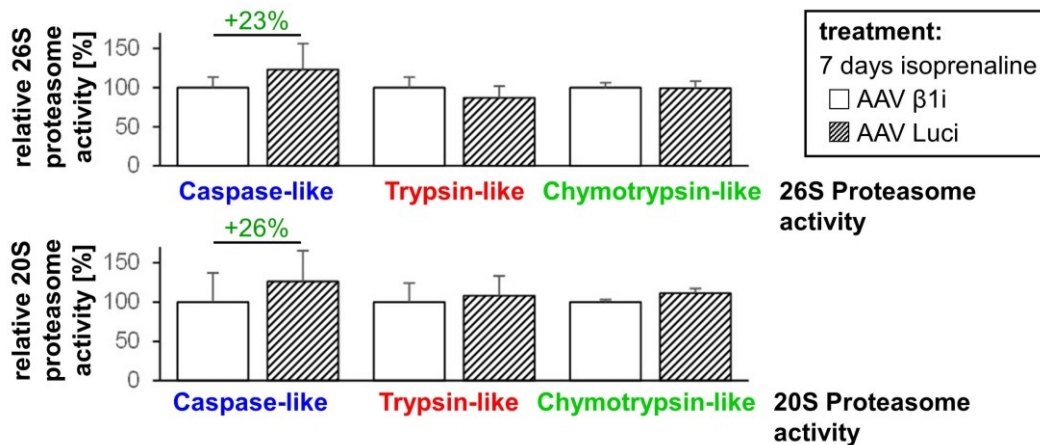 +23%
relative 26S
proteasome
activity [%]
150
100
50
0
Caspase-like
Trypsin-like
Chymotrypsin-like
26S Proteasome
activity
treatment:
7 days isoprenaline
AAV β1i
AAV Luci
+26%
relative 20S
proteasome
activity [%]
150
100
50
0
Caspase-like
Trypsin-like
Chymotrypsin-like
20S Proteasome
activity